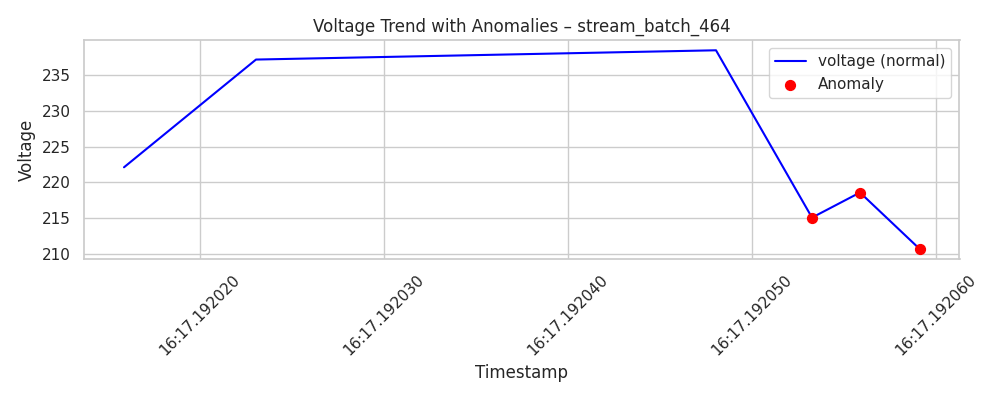 Voltage Trend with Anomalies – stream_batch_464
voltage (normal)
Anomaly
Voltage
235
230
225
220
215
210
16:17.192020
16:17.192030
16:17.192040
16:17.192050
16:17.192060
Timestamp